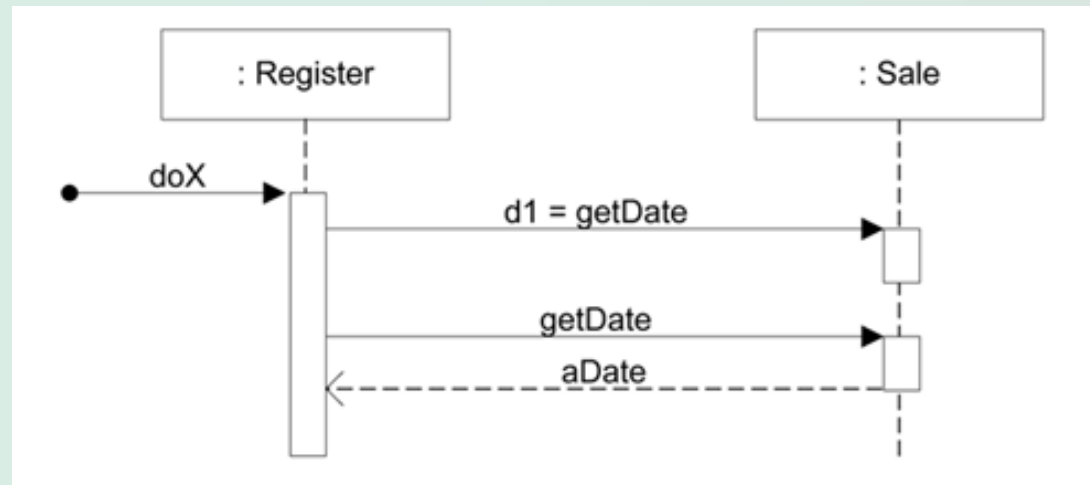 : Register
: Sale
doX
d1 = getDate
getDate
aDate